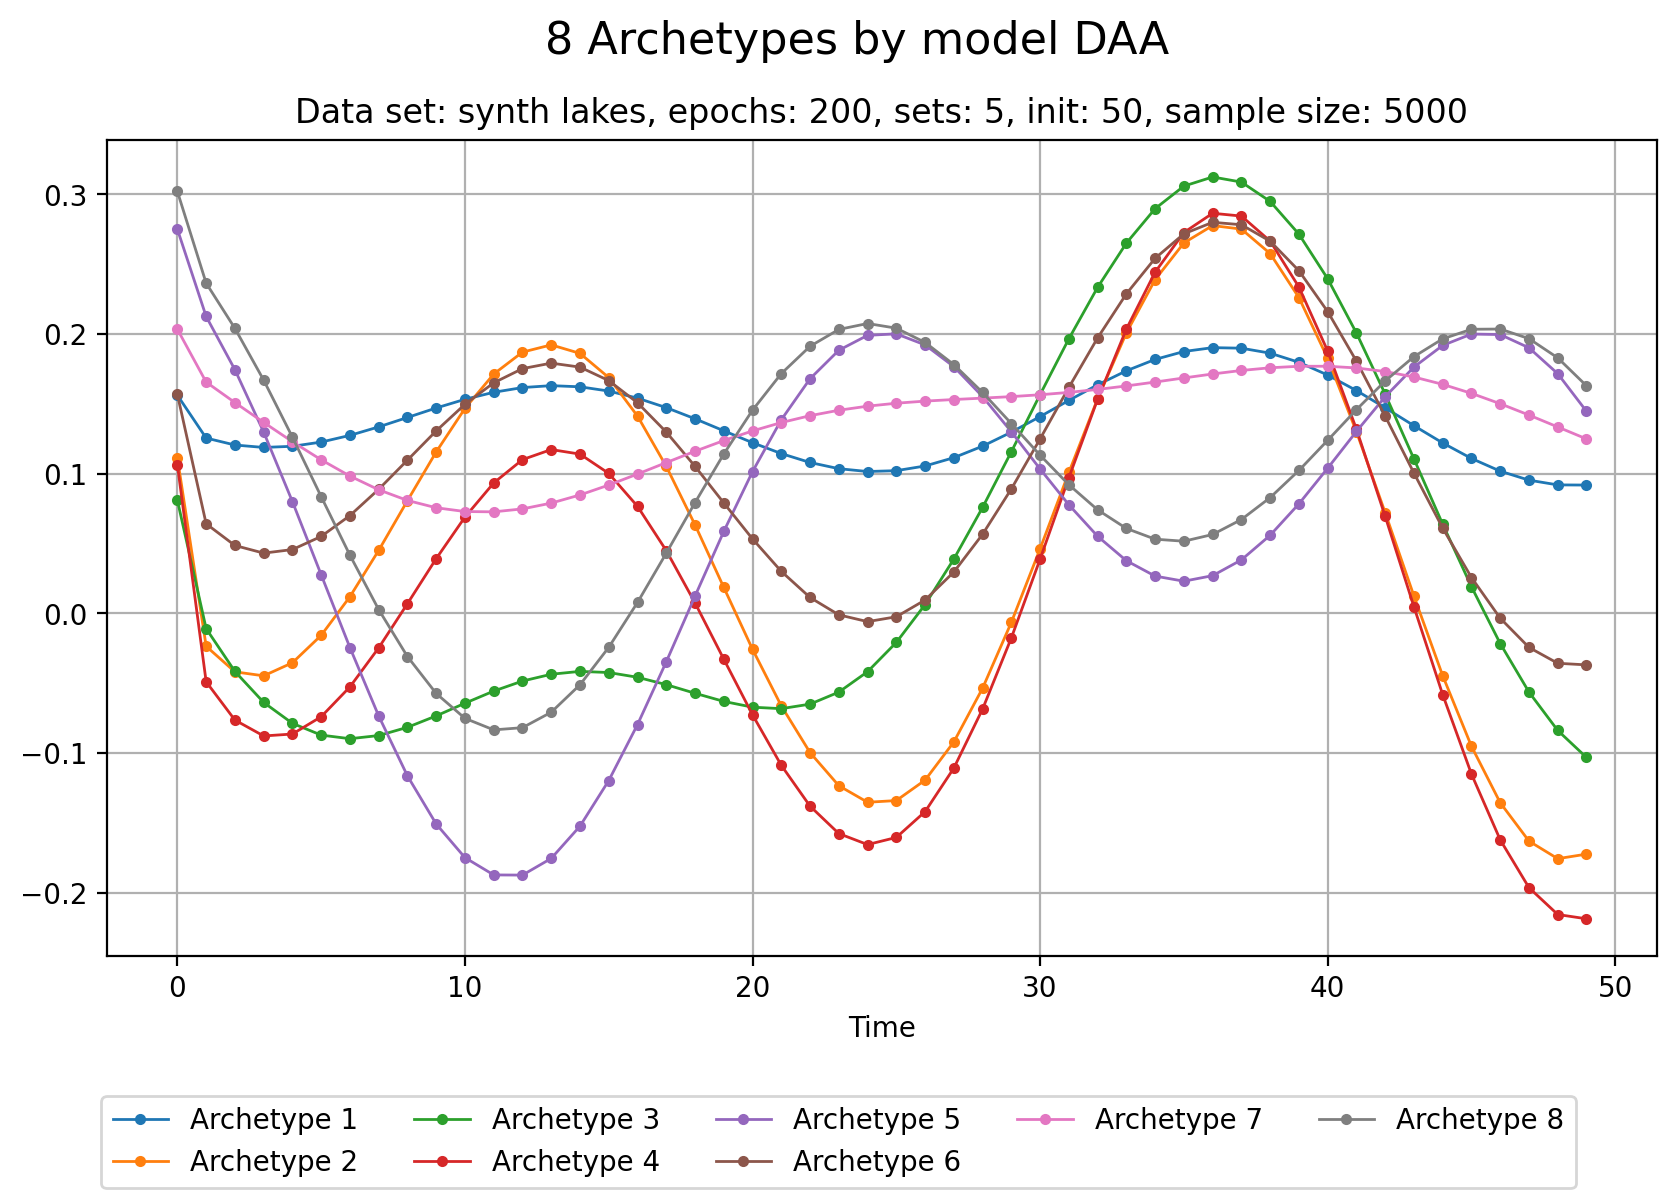 8 Archetypes by model DAA
Data set: synth lakes, epochs: 200, sets: 5, init: 50, sample size: 5000
0.3
0.2
0.1
0.0
−0.1
−0.2
0 10 20 30 40 50
Time
Archetype 1 Archetype 3 Archetype 5 Archetype 7 Archetype 8
Archetype 2 Archetype 4 Archetype 6